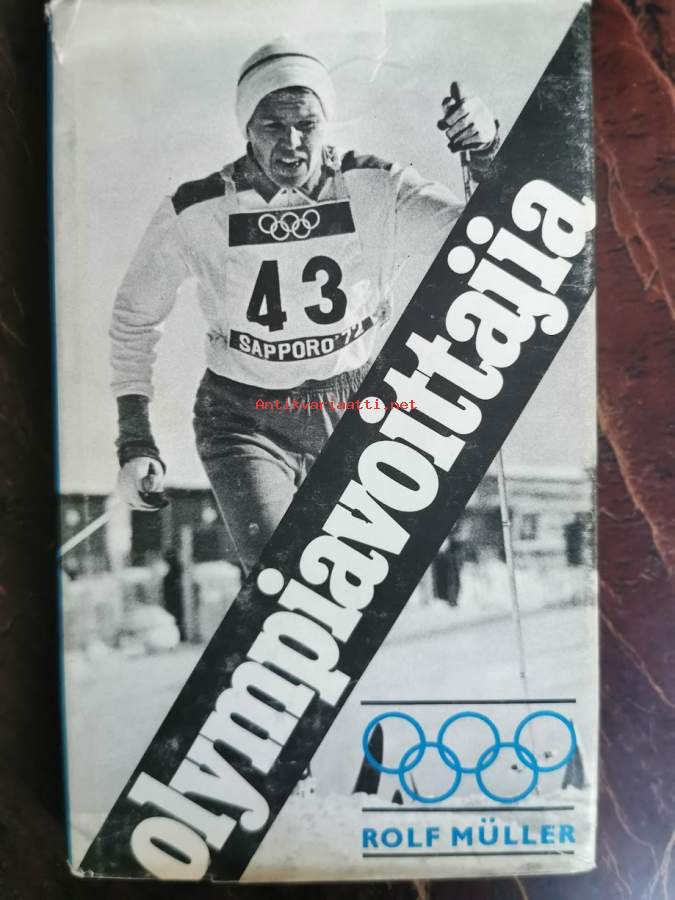 43
SAPPORO '72
Antikvariaatti.net
olympiavoittajia
ROLF MÜLLER